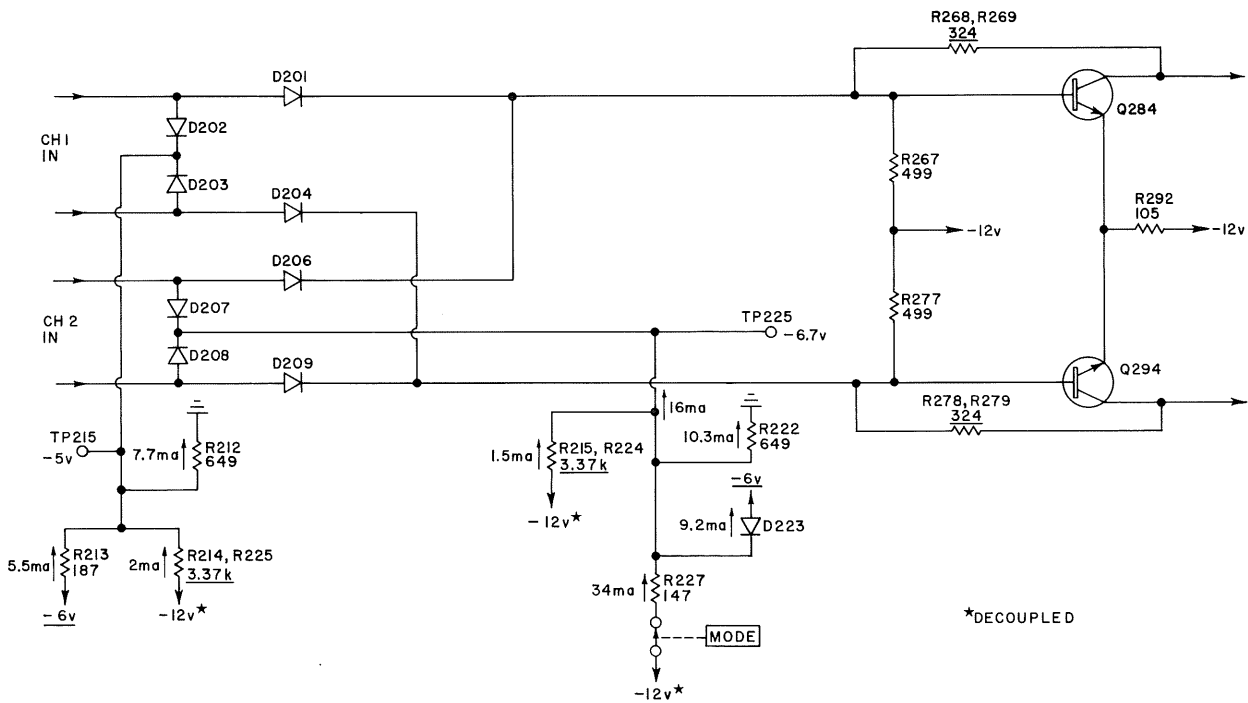 R268, R269
324
D201
Q284
D202
CH 1
IN
D203
D204
R267
499
R292
105
-12v
-12v
D206
D207
R277
499
CH 2
IN
TP225
-6.7v
D208
D209
Q294
16ma
R278, R279
324
TP215
-5v
7.7ma
R212
649
1.5ma
R215, R224
3.37k
10.3ma
R222
649
-12v★
-6v
9.2ma
D223
5.5ma
R213
187
2ma
R214, R225
3.37k
34ma
R227
147
-6v
-12v★
★DECOUPLED
MODE
-12v★